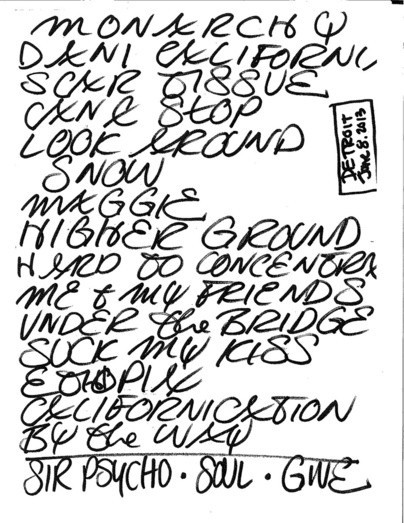 MONARCHY
DANI CALIFORNI
SCAR TISSUE
CANT STOP
LOOK AROUND
SNOW
DETROIT
JUNE 8. 2013
MAGGIE
HIGHER GROUND
HARD TO CONCENTRA
ME + MY FRIENDS
UNDER the BRIDGE
SUCK MY KISS
ETHIOPIA
CALIFORNICATION
BY the WAY
SIR PSYCHO · SOUL · GIVE